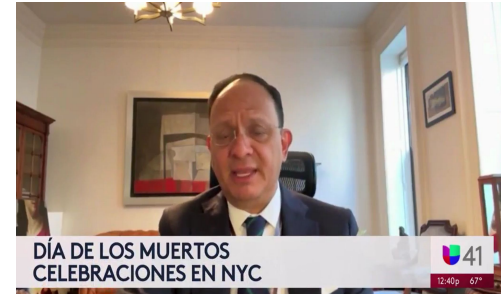 DÍA DE LOS MUERTOS
CELEBRACIONES EN NYC
41
12:40p 67°